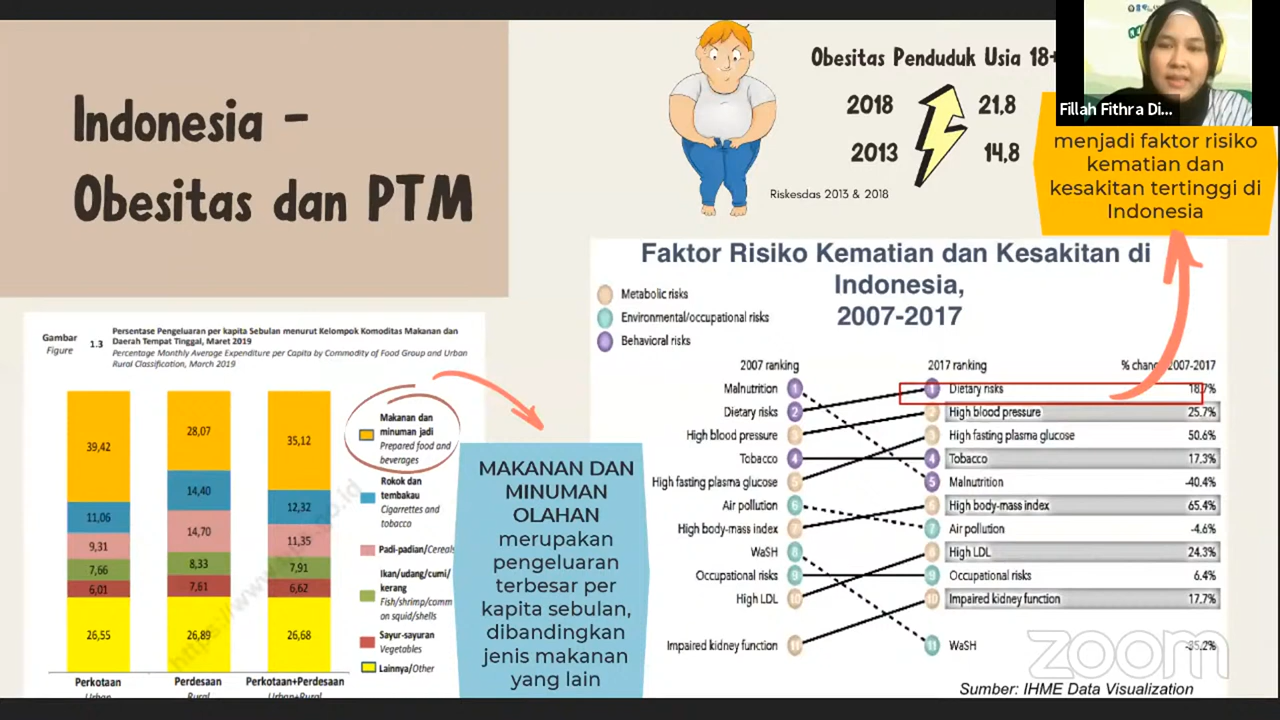 Indonesia -
Obesitas dan PTM
Obesitas Penduduk Usia 18+
2018 21,8
2013 14,8
Riskesdas 2013 & 2018
Fillah Fithra Di...
menjadi faktor risiko
kematian dan
kesakitan tertinggi di
Indonesia
Gambar
Figure
1.3
Persentase Pengeluaran per kapita Sebulan menurut Kelompok Komoditas Makanan dan
Daerah Tempat Tinggal, Maret 2019
Percentage Monthly Average Expenditure per Capita by Commodity of Food Group and Urban
Rural Classification, March 2019
39,42
11,06
9,31
7,66
6,01
26,55
28,07
14,40
14,70
8,33
7,61
26,89
35,12
12,32
11,35
7,91
6,62
26,68
Perkotaan
Urban
Perdesaan
Rural
Perkotaan+Perdesaan
Urban+Rural
Makanan dan
minuman jadi
Prepared food and
beverages
Rokok dan
tembakau
Cigarrettes and
tobacco
Padi-padian/Cereals
Ikan/udang/cumi/
kerang
Fish/shrimp/comm
on squid/shells
Sayur-sayuran
Vegetables
Lainnya/Other
MAKANAN DAN
MINUMAN
OLAHAN
merupakan
pengeluaran
terbesar per
kapita sebulan,
dibandingkan
jenis makanan
yang lain
Faktor Risiko Kematian dan Kesakitan di
Indonesia,
2007-2017
Metabolic risks
Environmental/occupational risks
Behavioral risks
2007 ranking 2017 ranking % chang 2007-2017
Malnutrition 1 1 Dietary risks 18.7%
Dietary risks 2 2 High blood pressure 25.7%
High blood pressure 3 3 High fasting plasma glucose 50.6%
Tobacco 4 4 Tobacco 17.3%
High fasting plasma glucose 5 5 Malnutrition -40.4%
Air pollution 6 6 High body-mass index 65.4%
High body-mass index 7 7 Air pollution -4.6%
WaSH 8 8 High LDL 24.3%
Occupational risks 9 9 Occupational risks 6.4%
High LDL 10 10 Impaired kidney function 17.7%
Impaired kidney function 11 11 WaSH -35.2%
zoom
Sumber: IHME Data Visualization